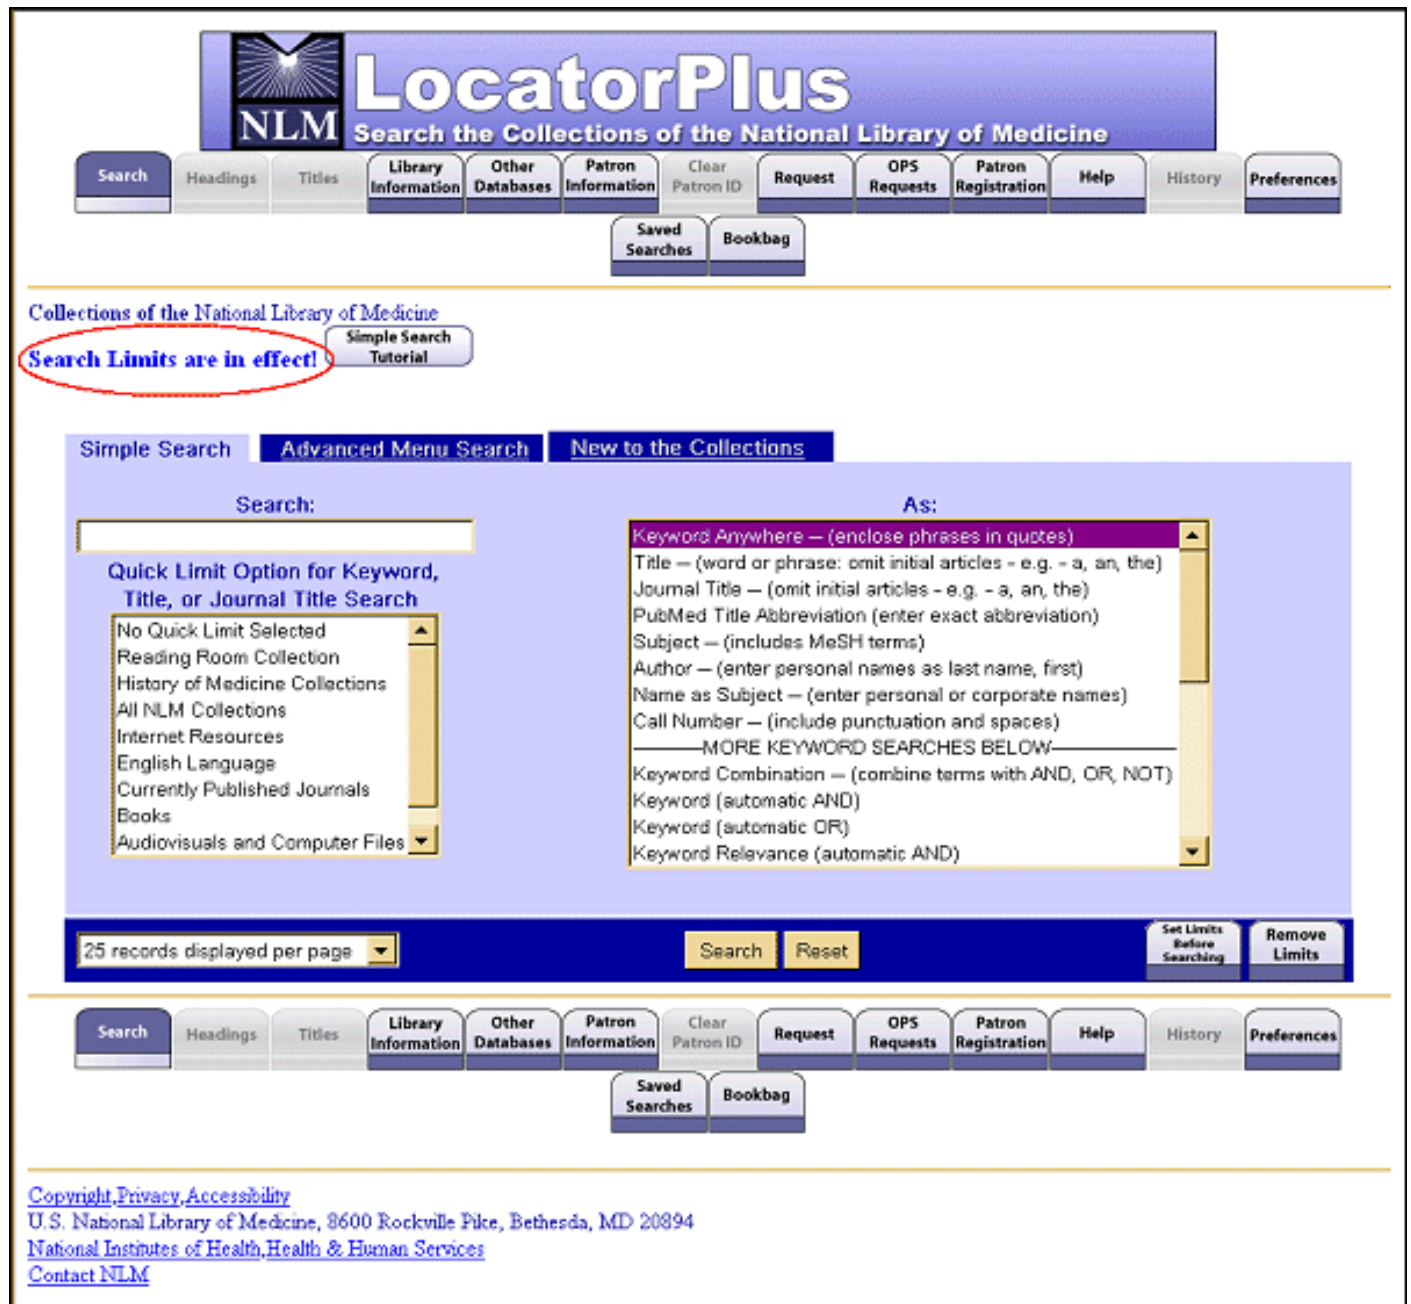 NLM
LocatorPlus
Search the Collections of the National Library of Medicine
Search Headings Titles Library Information Other Databases Patron Information Clear Patron ID Request OPS Requests Patron Registration Help History Preferences
Saved Searches Bookbag
Collections of the National Library of Medicine
Search Limits are in effect! Simple Search Tutorial
Simple Search Advanced Menu Search New to the Collections
Search:
Quick Limit Option for Keyword,
Title, or Journal Title Search
No Quick Limit Selected
Reading Room Collection
History of Medicine Collections
All NLM Collections
Internet Resources
English Language
Currently Published Journals
Books
Audiovisuals and Computer Files
As:
Keyword Anywhere — (enclose phrases in quotes)
Title — (word or phrase: omit initial articles - e.g. - a, an, the)
Journal Title — (omit initial articles - e.g. - a, an, the)
PubMed Title Abbreviation (enter exact abbreviation)
Subject — (includes MeSH terms)
Author — (enter personal names as last name, first)
Name as Subject — (enter personal or corporate names)
Call Number — (include punctuation and spaces)
———MORE KEYWORD SEARCHES BELOW—————
Keyword Combination — (combine terms with AND, OR, NOT)
Keyword (automatic AND)
Keyword (automatic OR)
Keyword Relevance (automatic AND)
25 records displayed per page Search Reset Set Limits Before Searching Remove Limits
Search Headings Titles Library Information Other Databases Patron Information Clear Patron ID Request OPS Requests Patron Registration Help History Preferences
Saved Searches Bookbag
Copyright,Privacy,Accessibility
U.S. National Library of Medicine, 8600 Rockville Pike, Bethesda, MD 20894
National Institutes of Health,Health & Human Services
Contact NLM